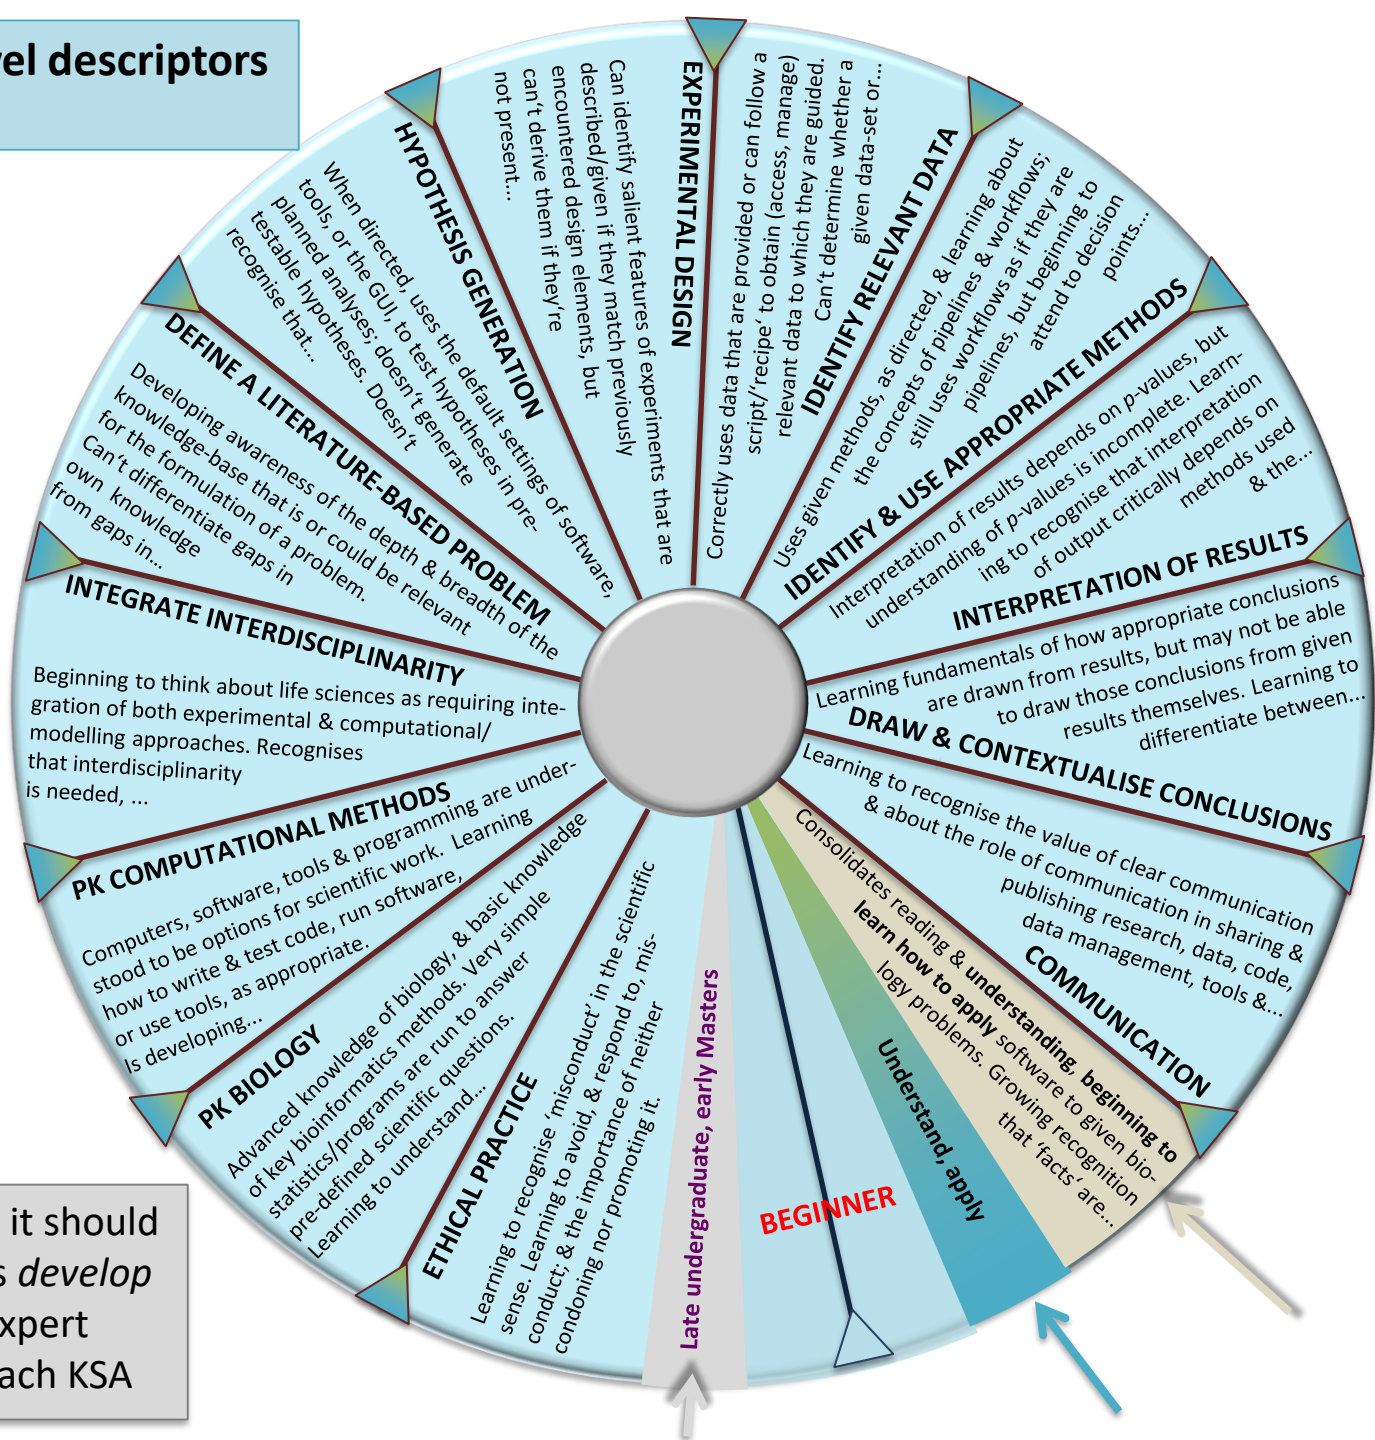 el descriptors
EXPERIMENTAL DESIGN
Correctly uses data that are provided or can follow a
script/‘recipe‘ to obtain (access, manage)
relevant data to which they are guided.
Can’t determine whether a
given data-set or...
IDENTIFY RELEVANT DATA
Uses given methods, as directed, & learning about
the concepts of pipelines & workflows;
still uses workflows as if they are
pipelines, but beginning to
attend to decision
points...
IDENTIFY & USE APPROPRIATE METHODS
Interpretation of results depends on p-values, but
understanding of p-values is incomplete. Learn-
ing to recognise that interpretation
of output critically depends on
methods used
& the...
INTERPRETATION OF RESULTS
Learning fundamentals of how appropriate conclusions
are drawn from results, but may not be able
to draw those conclusions from given
results themselves. Learning to
differentiate between...
DRAW & CONTEXTUALISE CONCLUSIONS
Learning to recognise the value of clear communication
& about the role of communication in sharing &
publishing research, data, code,
data management, tools &...
COMMUNICATION
Consolidates reading & understanding, beginning to
learn how to apply software to given bio-
logy problems. Growing recognition
that ‘facts‘ are...
Understand, apply
BEGINNER
Late undergraduate, early Masters
Learning to recognise ‘misconduct’ in the scientific
sense. Learning to avoid, & respond to, mis-
conduct; & the importance of neither
condoning nor promoting it.
ETHICAL PRACTICE
Advanced knowledge of biology, & basic knowledge
of key bioinformatics methods. Very simple
statistics/programs are run to answer
pre-defined scientific questions.
Learning to understand...
PK BIOLOGY
Computers, software, tools & programming are under-
stood to be options for scientific work. Learning
how to write & test code, run software,
or use tools, as appropriate.
Is developing...
PK COMPUTATIONAL METHODS
Beginning to think about life sciences as requiring inte-
gration of both experimental & computational/
modelling approaches. Recognises
that interdisciplinarity
is needed, ...
INTEGRATE INTERDISCIPLINARITY
Developing awareness of the depth & breadth of the
knowledge-base that is or could be relevant
for the formulation of a problem.
Can’t differentiate gaps in
own knowledge
from gaps in...
DEFINE A LITERATURE-BASED PROBLEM
When directed, uses the default settings of software,
tools, or the GUI, to test hypotheses in pre-
planned analyses; doesn’t generate
testable hypotheses. Doesn’t
recognise that...
HYPOTHESIS GENERATION
Can identify salient features of experiments that are
described/given if they match previously
encountered design elements, but
can‘t derive them if they’re
not present...
it should
s develop
xpert
ach KSA